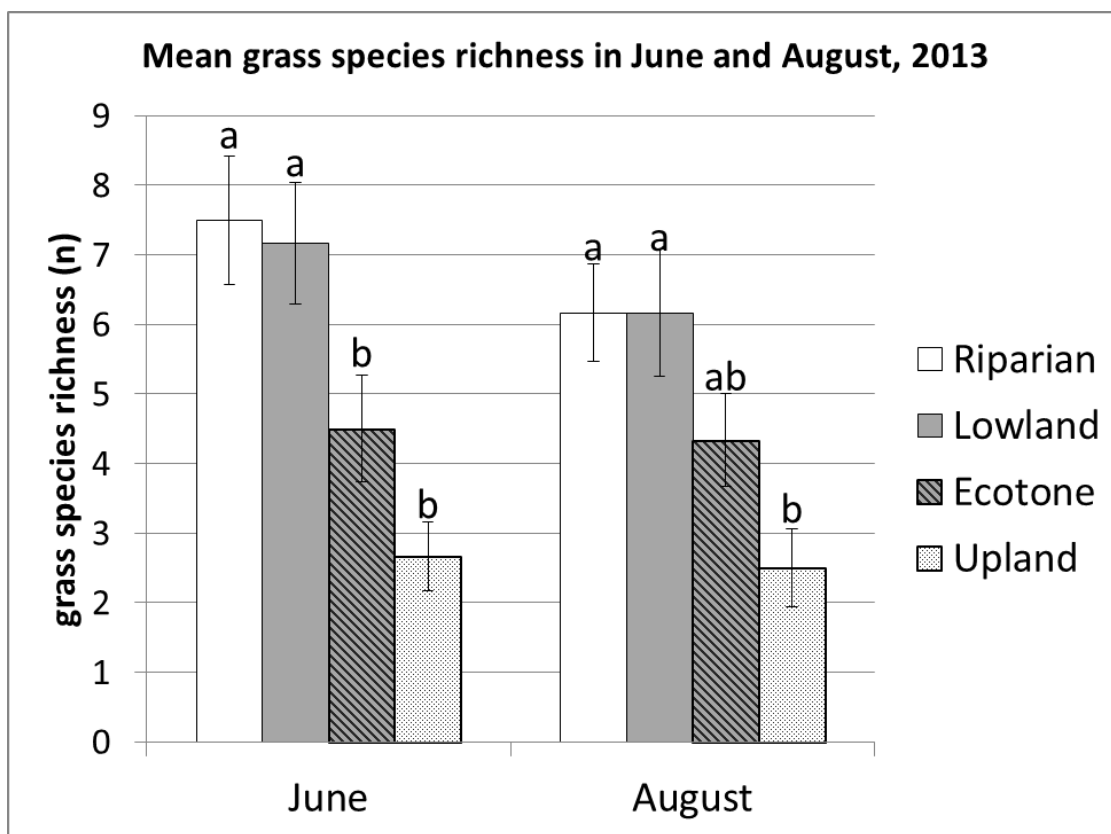 Mean grass species richness in June and August, 2013
grass species richness (n)
9
8
7
6
5
4
3
2
1
0
a
a
b
b
a
a
ab
b
June
August
Riparian
Lowland
Ecotone
Upland